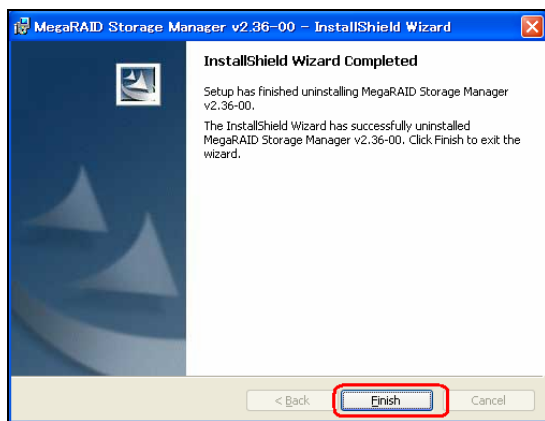 MegaRAID Storage Manager v2.36-00 - InstallShield Wizard
InstallShield Wizard Completed
Setup has finished uninstalling MegaRAID Storage Manager
v2.36-00.
The InstallShield Wizard has successfully uninstalled
MegaRAID Storage Manager v2.36-00. Click Finish to exit the
wizard.
< Back
Finish
Cancel